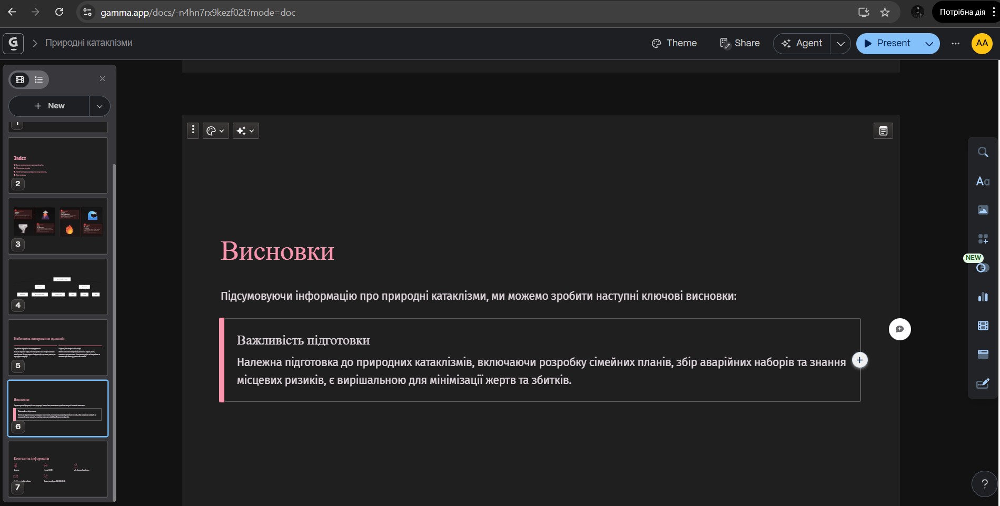 gamma.app/docs/-n4hn7rx9kezf02t?mode=doc
Потрібна дія
Природні катаклізми
Theme
Share
Agent
Present
AA
New
1
Зміст
2
3
4
Небезпека виверження вулканів
5
Висновки
6
Контактна інформація
7
Висновки
Підсумовуючи інформацію про природні катаклізми, ми можемо зробити наступні ключові висновки:
Важливість підготовки
Належна підготовка до природних катаклізмів, включаючи розробку сімейних планів, збір аварійних наборів та знання
місцевих ризиків, є вирішальною для мінімізації жертв та збитків.
Aa
NEW
?